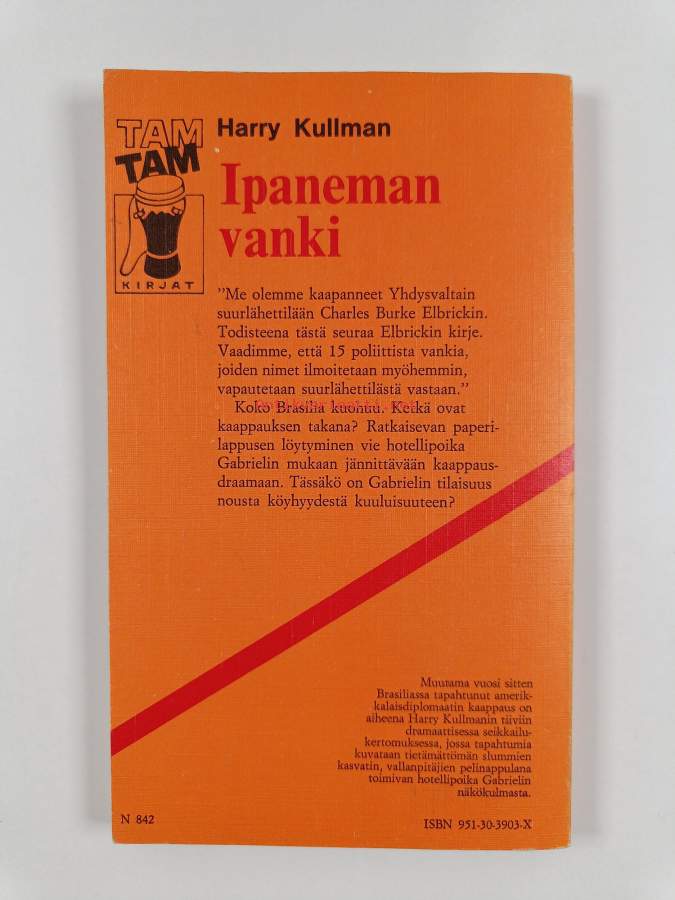 TAM
TAM
KIRJAT
Harry Kullman
Ipaneman
vanki
"Me olemme kaapanneet Yhdysvaltain
suurlähettilään Charles Burke Elbrickin.
Todisteena tästä seuraa Elbrickin kirje.
Vaadimme, että 15 poliittista vankia,
joiden nimet ilmoitetaan myöhemmin,
vapautetaan suurlähettilästä vastaan."
Koko Brasilia kuohuu. Ketkä ovat
kaappauksen takana? Ratkaisevan paperi-
lappusen löytyminen vie hotellipoika
Gabrielin mukaan jännittävään kaappaus-
draamaan. Tässäkö on Gabrielin tilaisuus
nousta köyhyydestä kuuluisuuteen?
Muutama vuosi sitten
Brasiliassa tapahtunut amerik-
kalaisdiplomaatin kaappaus on
aiheena Harry Kullmanin tiiviin
dramaattisessa seikkailu-
kertomuksessa, jossa tapahtumia
kuvataan tietämättömän slummien
kasvatin, vallanpitäjien pelinappulana
toimivan hotellipoika Gabrielin
näkökulmasta.
N 842
ISBN 951-30-3903-X